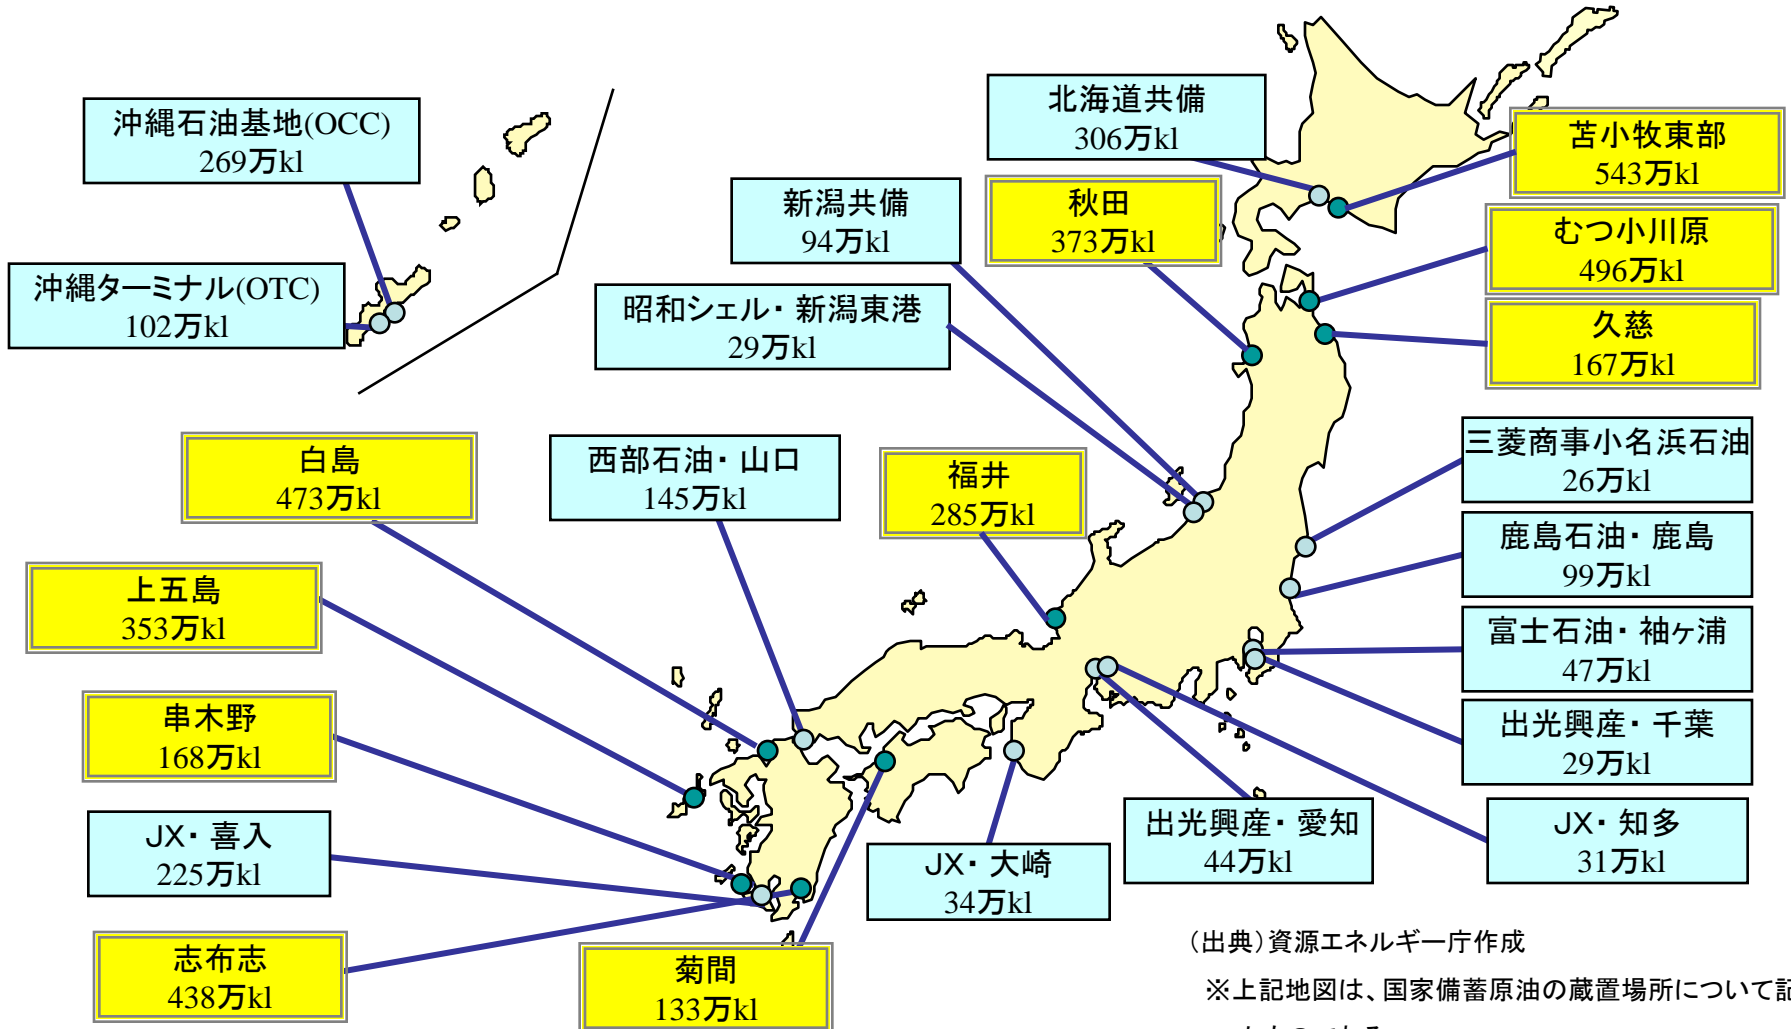 北海道共備
306万kl
沖縄石油基地(OCC)
269万kl
苫小牧東部
543万kl
新潟共備
94万kl
秋田
373万kl
むつ小川原
496万kl
沖縄ターミナル(OTC)
102万kl
昭和シェル・新潟東港
29万kl
久慈
167万kl
白島
473万kl
西部石油・山口
145万kl
福井
285万kl
三菱商事小名浜石油
26万kl
鹿島石油・鹿島
99万kl
上五島
353万kl
富士石油・袖ヶ浦
47万kl
串木野
168万kl
出光興産・千葉
29万kl
JX・喜入
225万kl
JX・大崎
34万kl
出光興産・愛知
44万kl
JX・知多
31万kl
志布志
438万kl
菊間
133万kl
(出典)資源エネルギー庁作成
※上記地図は、国家備蓄原油の蔵置場所について記